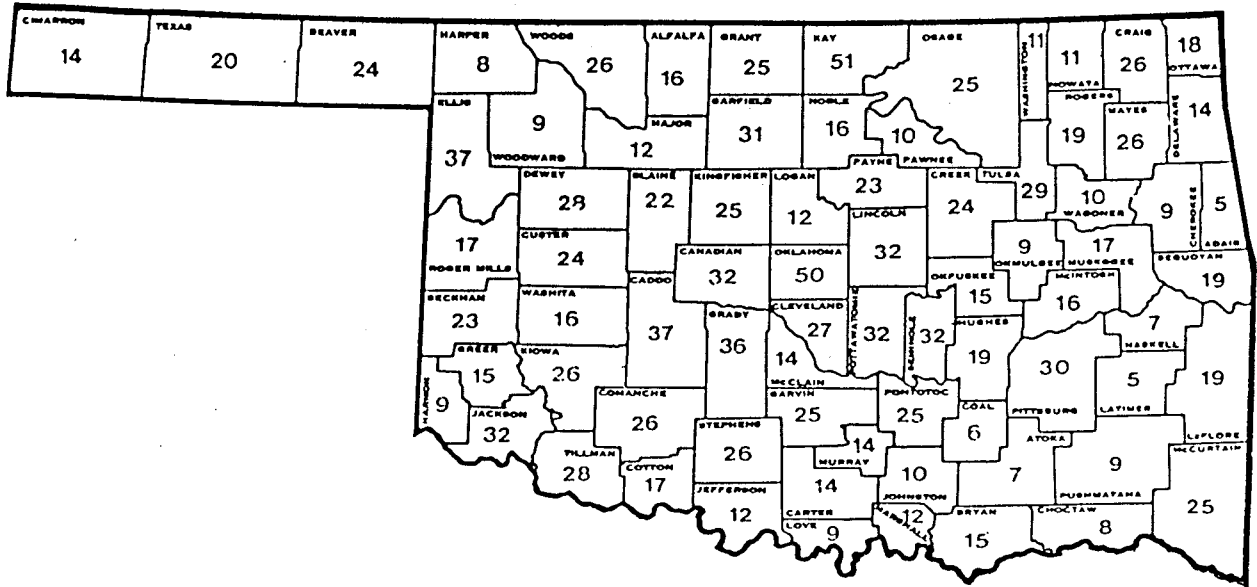 CIMARRON
14
TEXAS
20
BEAVER
24
HARPER
8
WOODS
26
ALFALFA
16
GRANT
25
KAY
51
OSAGE
25
WASHINGTON
11
NOWATA
11
CRAIG
26
OTTAWA
18
ELLIS
37
WOODWARD
9
MAJOR
12
GARFIELD
31
NOBLE
16
PAWNEE
10
ROGERS
19
MAYES
26
DELAWARE
14
DEWEY
28
BLAINE
22
KINGFISHER
25
LOGAN
12
PAYNE
23
CREEK
24
TULSA
29
WAGONER
10
CHEROKEE
9
ADAIR
5
ROGER MILLS
17
CUSTER
24
CANADIAN
32
OKLAHOMA
50
LINCOLN
32
OKMULGEE
9
MUSKOGEE
17
SEQUOYAH
19
BECKHAM
23
WASHITA
16
CADDO
37
GRADY
36
CLEVELAND
27
POTTAWATOMIE
32
SEMINOLE
32
OKFUSKEE
15
MCINTOSH
16
HASKELL
7
HARMON
9
GREER
15
KIOWA
26
MCCLAIN
14
HUGHES
19
PITTSBURG
30
LATIMER
5
LEFLORE
19
JACKSON
32
COMANCHE
26
STEPHENS
26
GARVIN
25
PONTOTOC
25
COAL
6
ATOKA
7
PUSHMATAHA
9
MCCURTAIN
25
TILLMAN
28
COTTON
17
JEFFERSON
12
MURRAY
14
CARTER
14
JOHNSTON
10
LOVE
9
MARSHALL
12
BRYAN
15
CHOCTAW
8